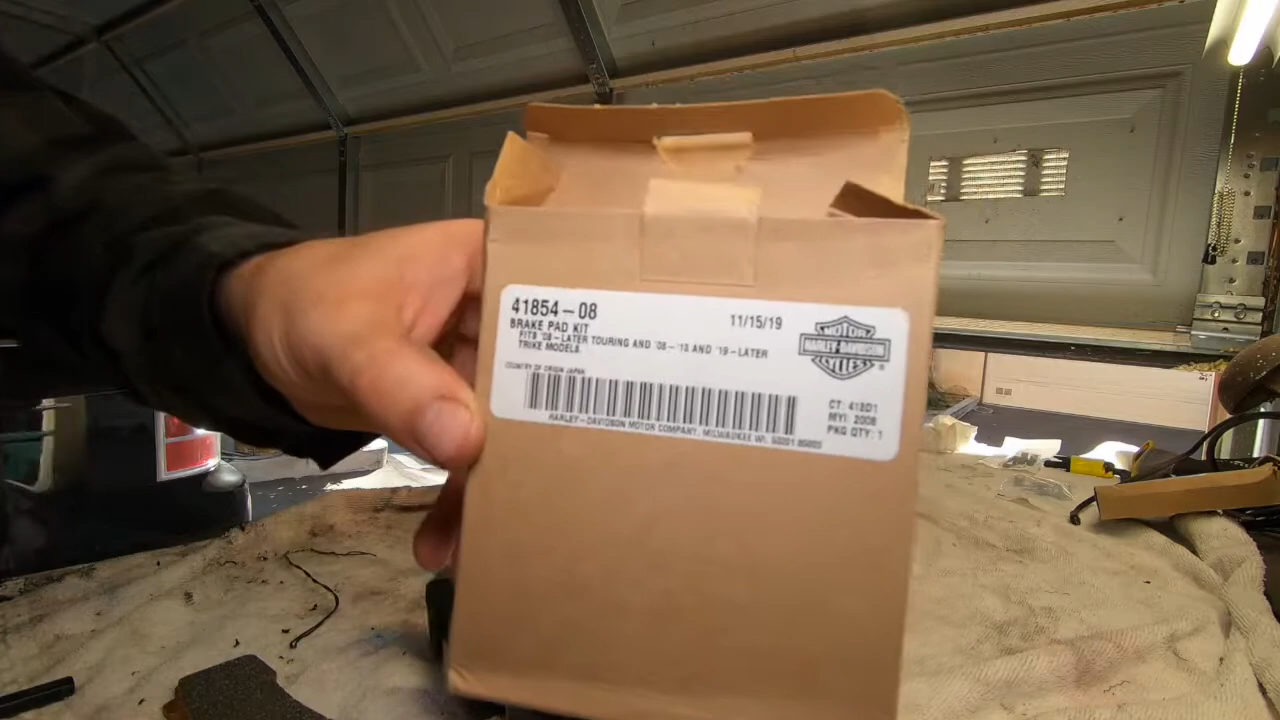 41854-08
11/15/19
BRAKE PAD KIT
FITS '08-LATER TOURING AND '08-'13 AND '19-LATER
TRIKE MODELS.
COUNTRY OF ORIGIN JAPAN
MOTOR
HARLEY-DAVIDSON
CYCLES
®
HARLEY-DAVIDSON MOTOR COMPANY, MILWAUKEE WI,
CT: 41BD1
MYI: 2008
PKG QTY: 1